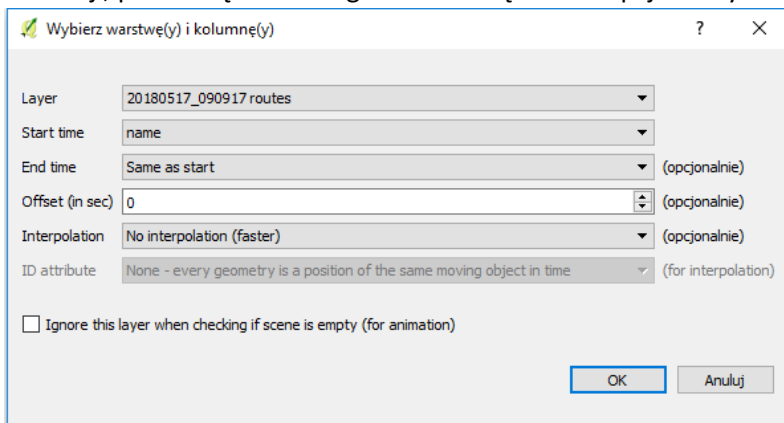 Wybierz warstwę(y) i kolumnę(y) ? X
Layer 20180517_090917 routes
Start time name
End time Same as start (opcjonalnie)
Offset (in sec) 0 (opcjonalnie)
Interpolation No interpolation (faster) (opcjonalnie)
ID attribute None - every geometry is a position of the same moving object in time (for interpolation)
Ignore this layer when checking if scene is empty (for animation)
OK Anuluj